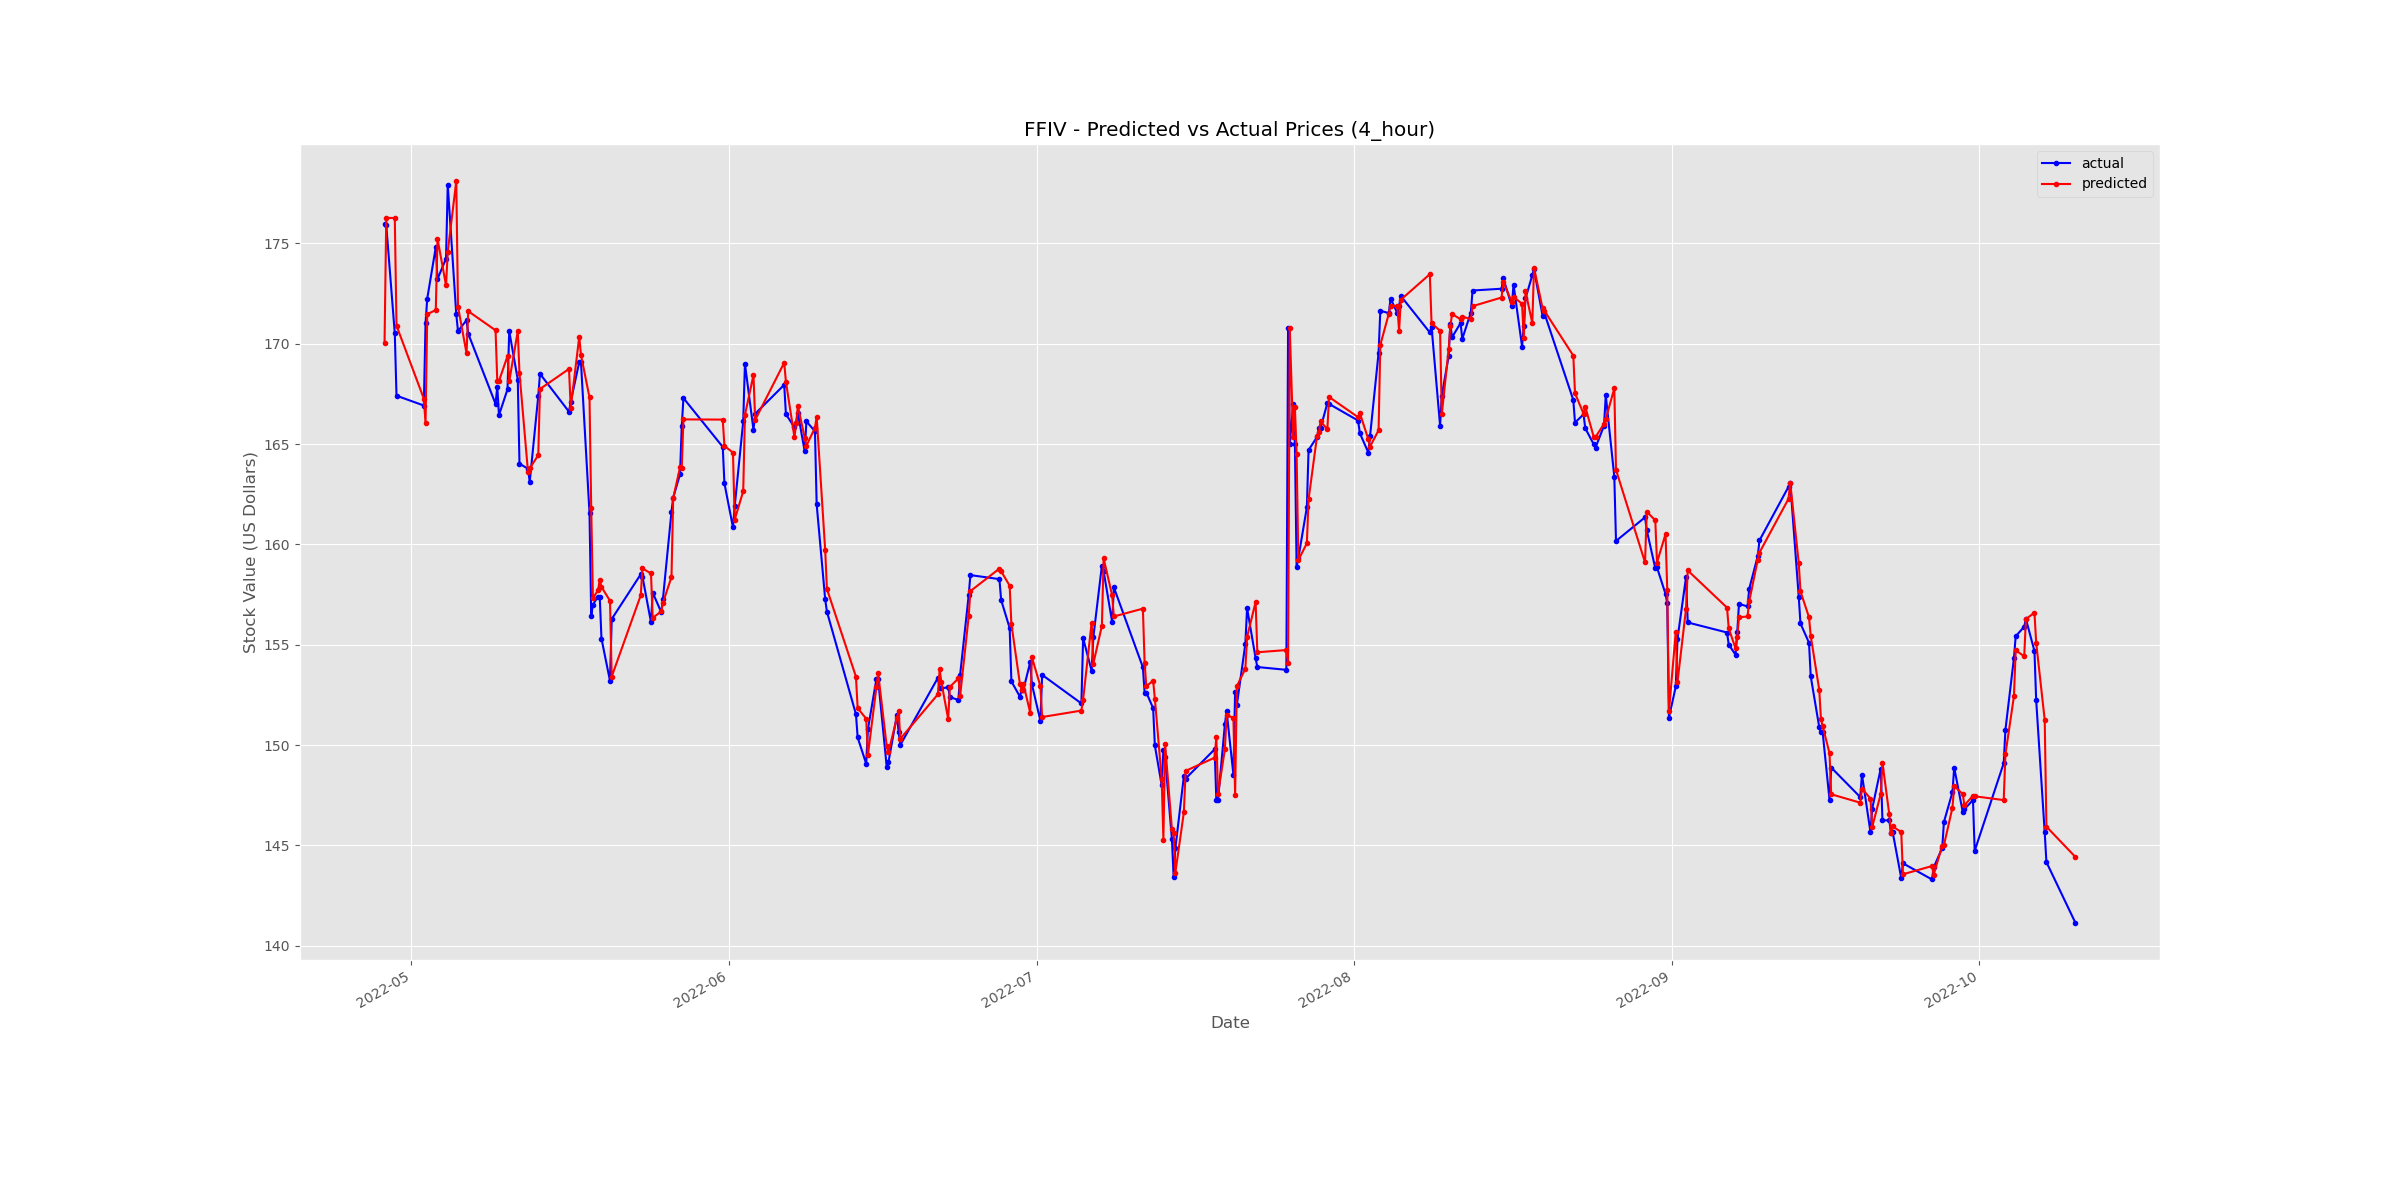 FFIV - Predicted vs Actual Prices (4_hour)
actual
predicted
175
170
165
160
155
150
145
140
Stock Value (US Dollars)
2022-05
2022-06
2022-07
2022-08
2022-09
2022-10
Date